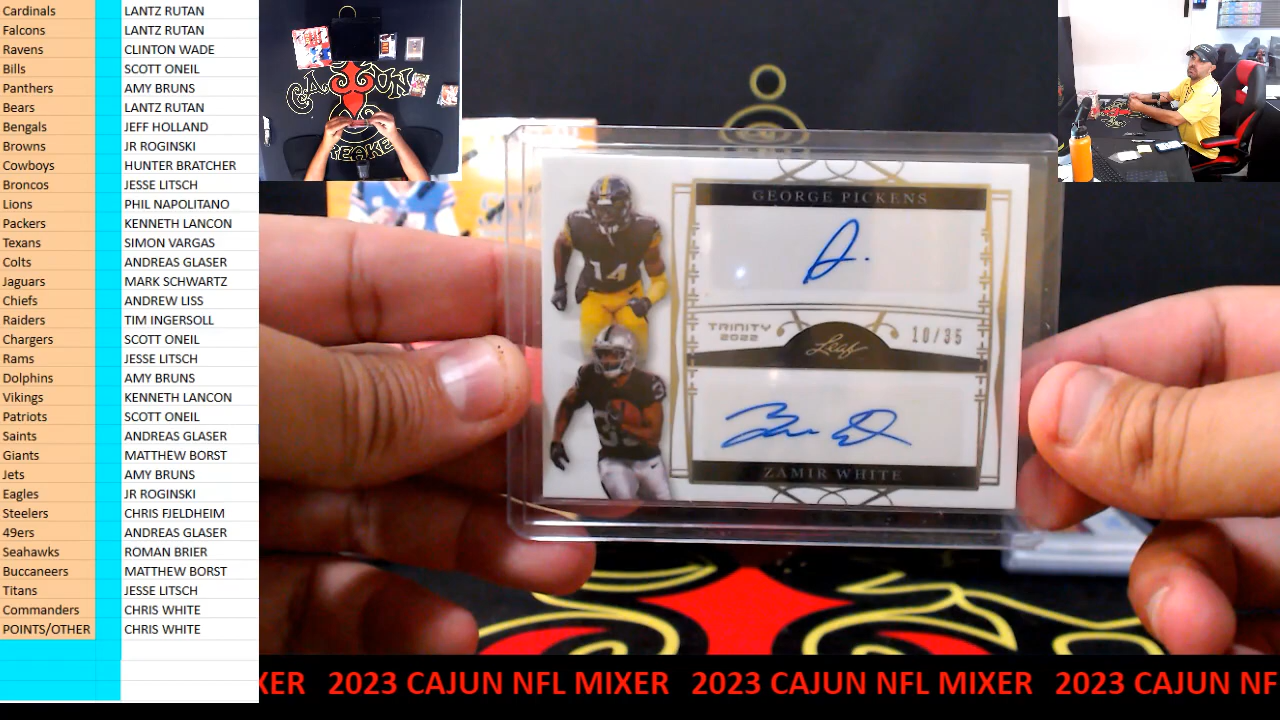 Cardinals LANTZ RUTAN
Falcons LANTZ RUTAN
Ravens CLINTON WADE
Bills SCOTT ONEIL
Panthers AMY BRUNS
Bears LANTZ RUTAN
Bengals JEFF HOLLAND
Browns JR ROGINSKI
Cowboys HUNTER BRATCHER
Broncos JESSE LITSCH
Lions PHIL NAPOLITANO
Packers KENNETH LANCON
Texans SIMON VARGAS
Colts ANDREAS GLASER
Jaguars MARK SCHWARTZ
Chiefs ANDREW LISS
Raiders TIM INGERSOLL
Chargers SCOTT ONEIL
Rams JESSE LITSCH
Dolphins AMY BRUNS
Vikings KENNETH LANCON
Patriots SCOTT ONEIL
Saints ANDREAS GLASER
Giants MATTHEW BORST
Jets AMY BRUNS
Eagles JR ROGINSKI
Steelers CHRIS FJELDHEIM
49ers ANDREAS GLASER
Seahawks ROMAN BRIER
Buccaneers MATTHEW BORST
Titans JESSE LITSCH
Commanders CHRIS WHITE
POINTS/OTHER CHRIS WHITE
GEORGE PICKENS
14
TRINITY
2022
Leaf
10/35
ZAMIR WHITE
XER 2023 CAJUN NFL MIXER 2023 CAJUN NFL MIXER 2023 CAJUN NF